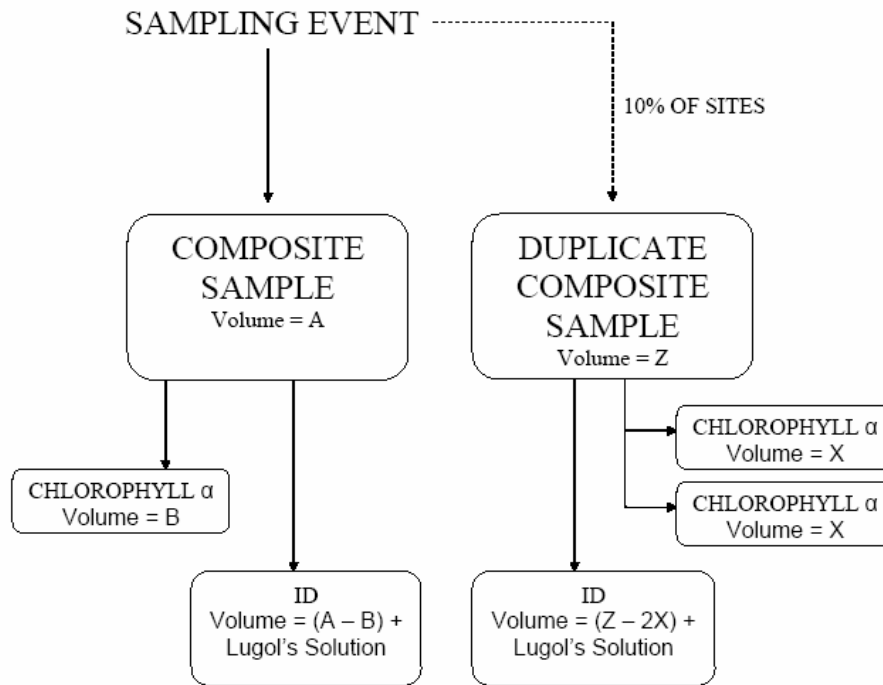 SAMPLING EVENT
10% OF SITES
COMPOSITE
SAMPLE
Volume = A
DUPLICATE
COMPOSITE
SAMPLE
Volume = Z
CHLOROPHYLL α
Volume = B
CHLOROPHYLL α
Volume = X
CHLOROPHYLL α
Volume = X
ID
Volume = (A – B) +
Lugol's Solution
ID
Volume = (Z – 2X) +
Lugol's Solution